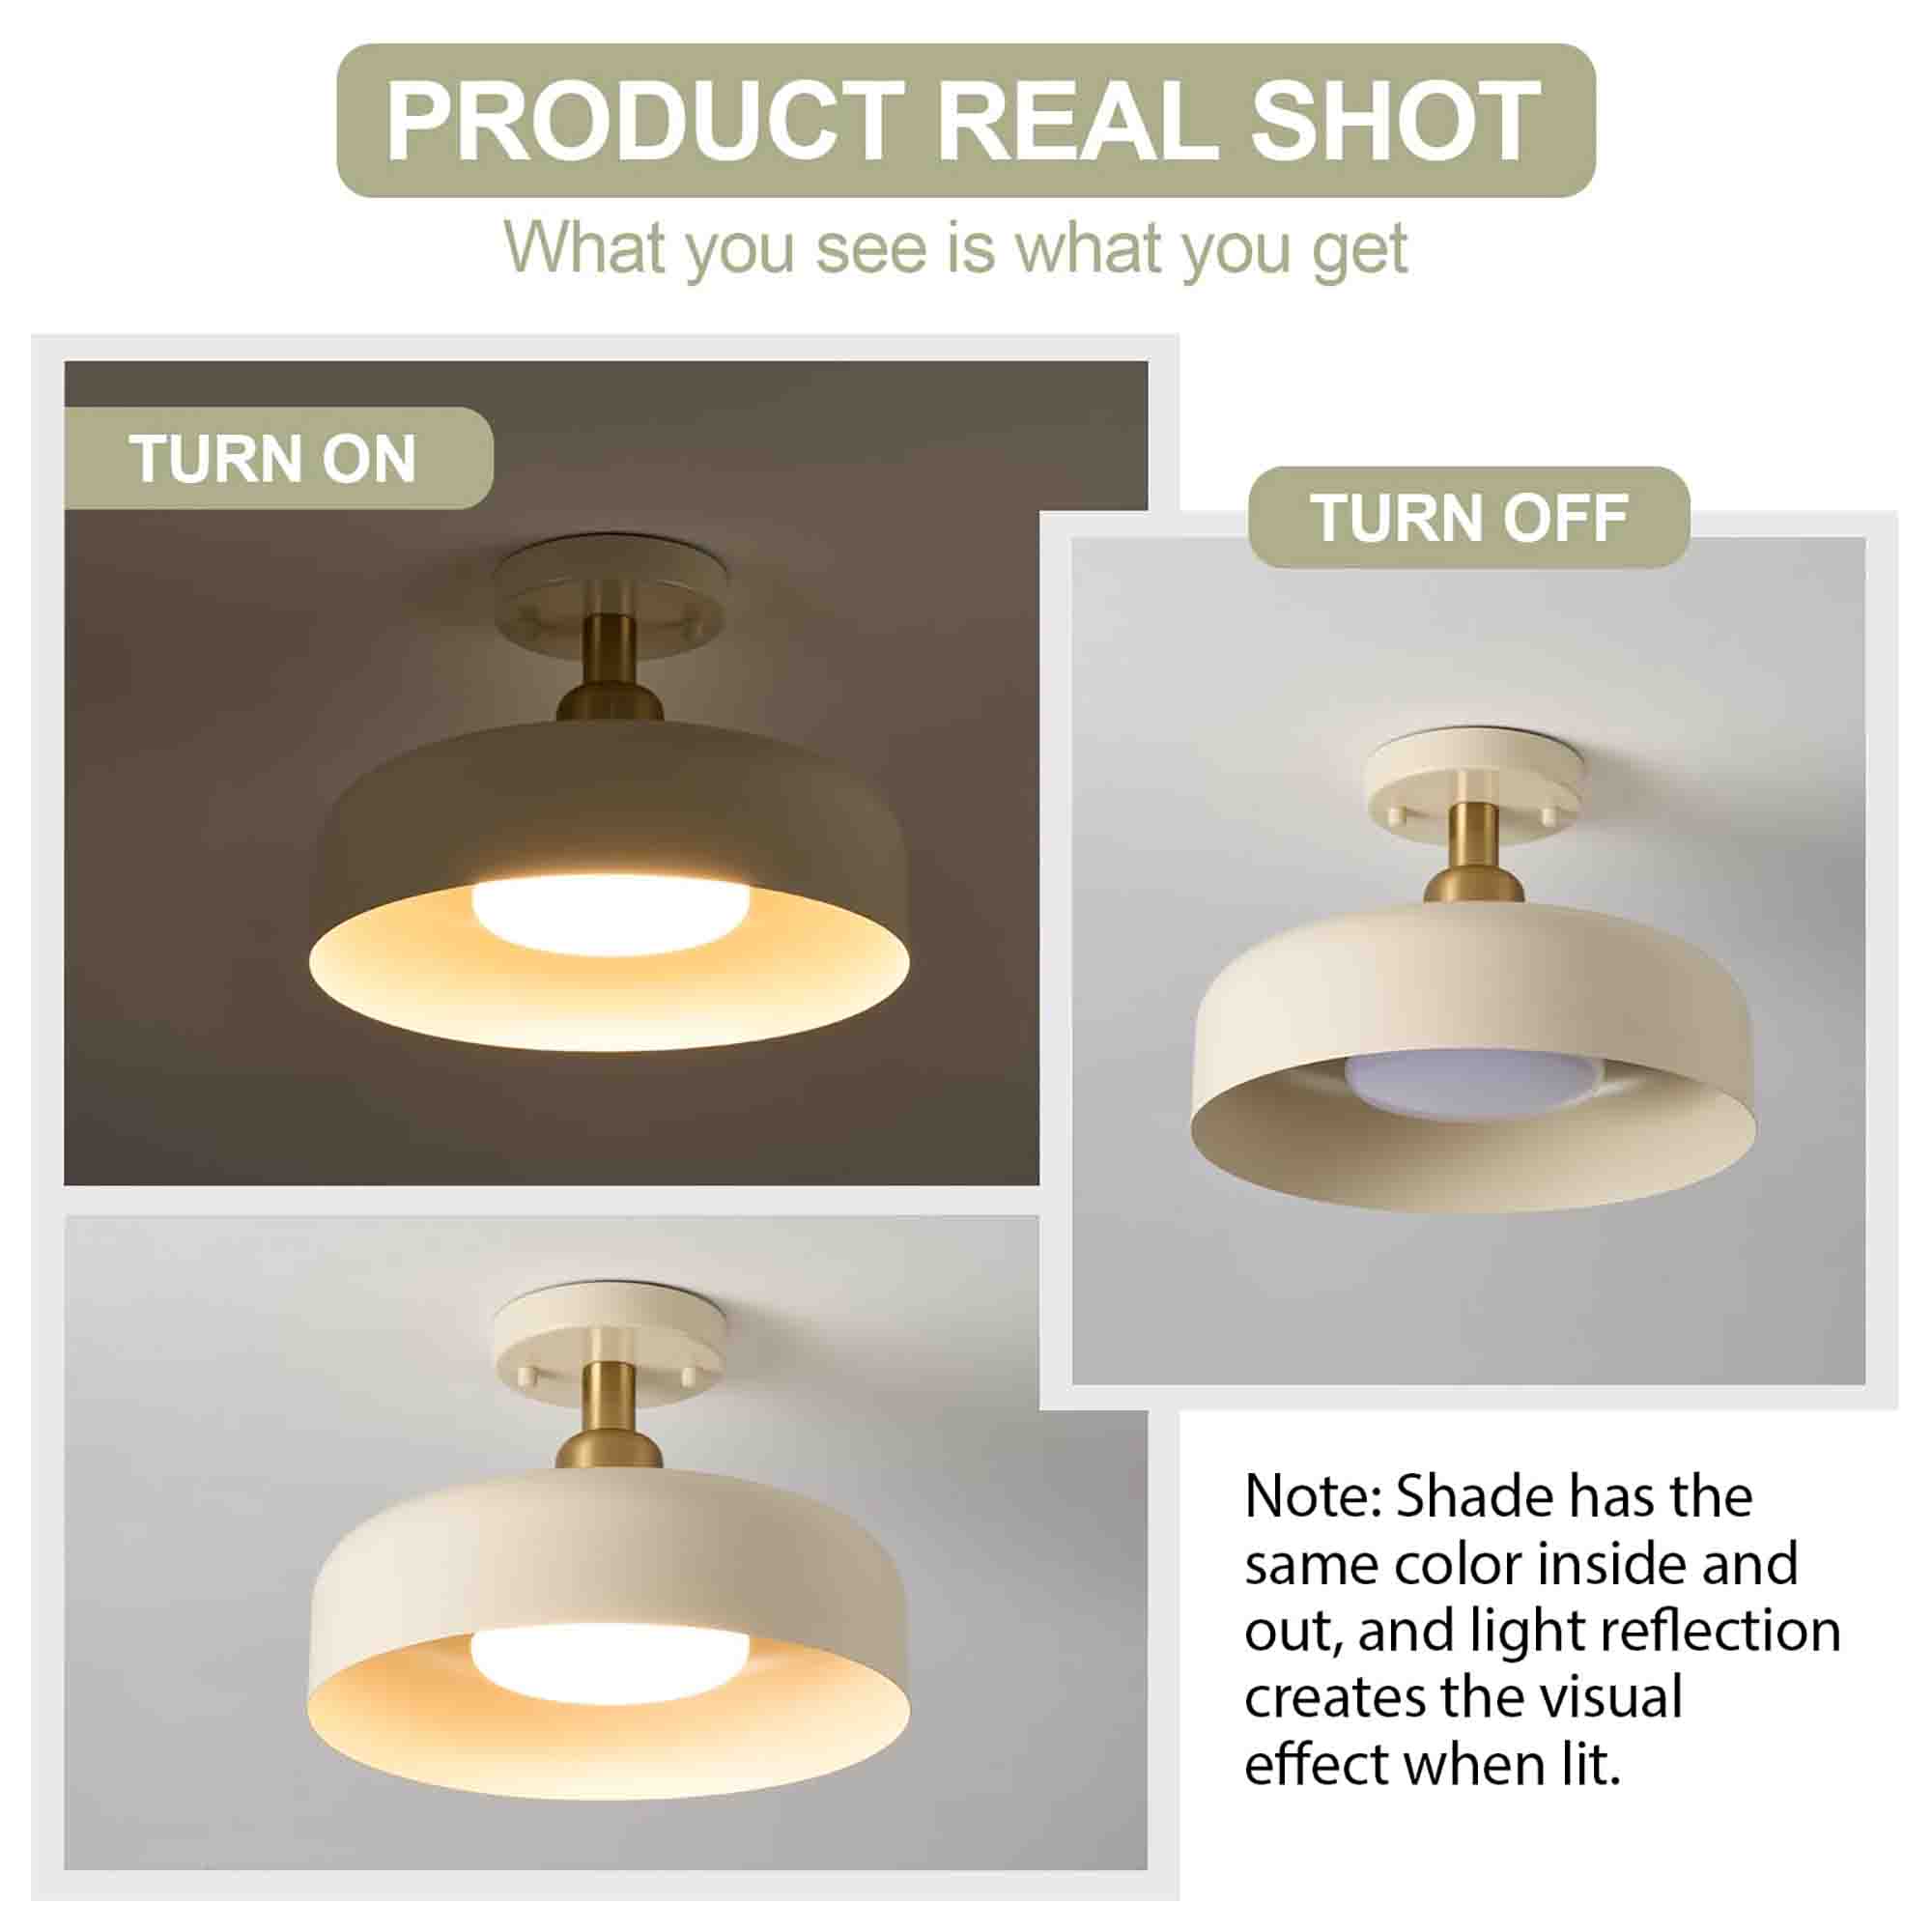 PRODUCT REAL SHOT
What you see is what you get
TURN ON
TURN OFF
Note: Shade has the
same color inside and
out, and light reflection
creates the visual
effect when lit.